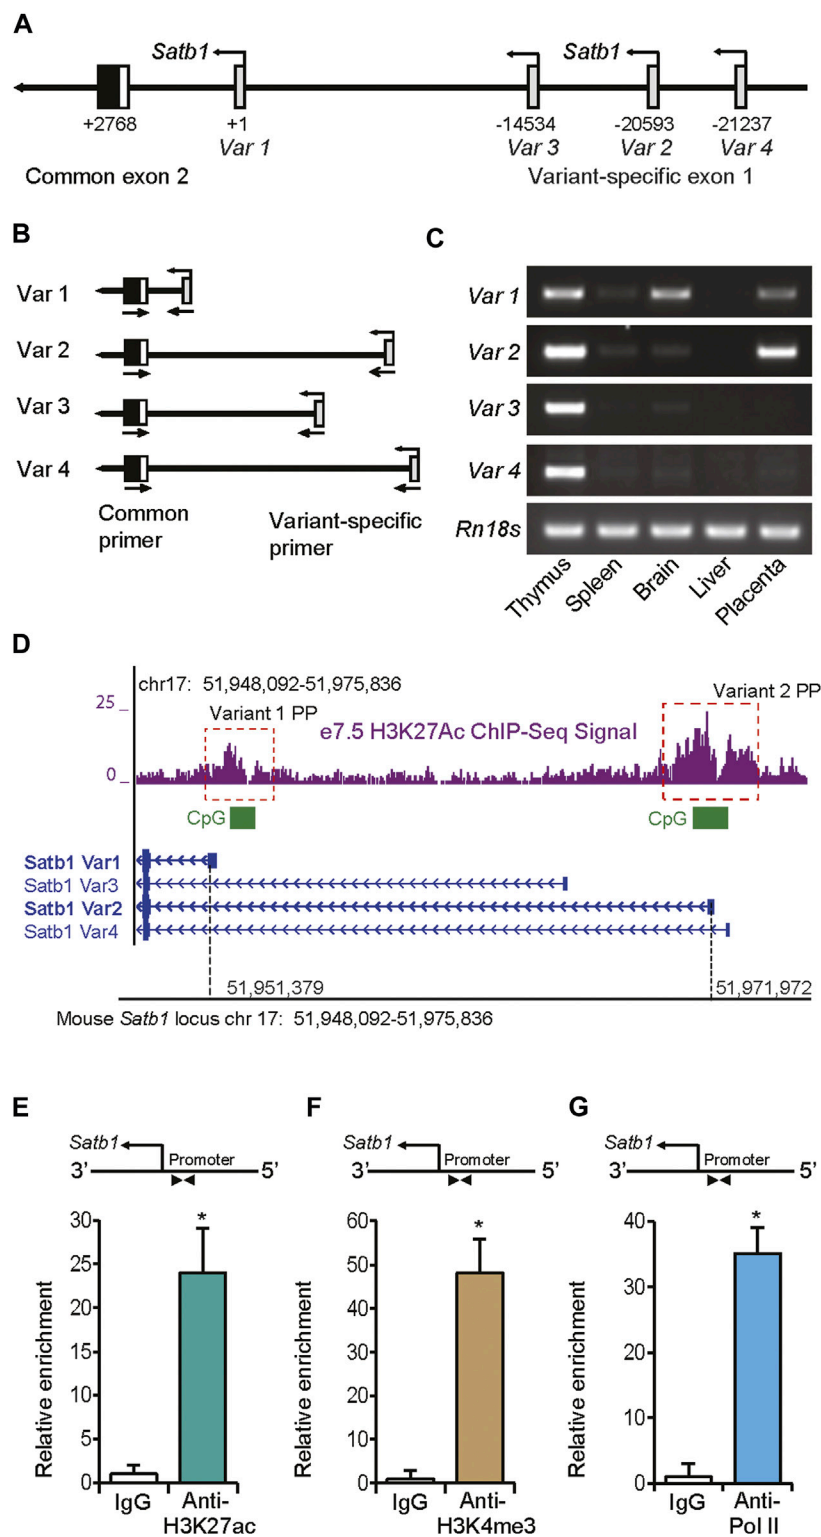 A
Satb1
Satb1
+2768
+1
-14534
-20593
-21237
Var 1
Var 3
Var 2
Var 4
Common exon 2
Variant-specific exon 1
B
Var 1
Var 2
Var 3
Var 4
Common
primer
Variant-specific
primer
C
Var 1
Var 2
Var 3
Var 4
Rn18s
Thymus
Spleen
Brain
Liver
Placenta
D
chr17: 51,948,092-51,975,836
25
Variant 1 PP
Variant 2 PP
e7.5 H3K27Ac ChIP-Seq Signal
0
CpG
CpG
Satb1 Var1
Satb1 Var3
Satb1 Var2
Satb1 Var4
51,951,379
51,971,972
Mouse Satb1 locus chr 17: 51,948,092-51,975,836
E
Satb1
Promoter
3’
5’
*
30
25
20
15
10
5
0
Relative enrichment
IgG
Anti-
H3K27ac
F
Satb1
Promoter
3’
5’
*
60
50
40
30
20
10
0
Relative enrichment
IgG
Anti-
H3K4me3
G
Satb1
Promoter
3’
5’
*
40
30
20
10
0
Relative enrichment
IgG
Anti-
Pol II